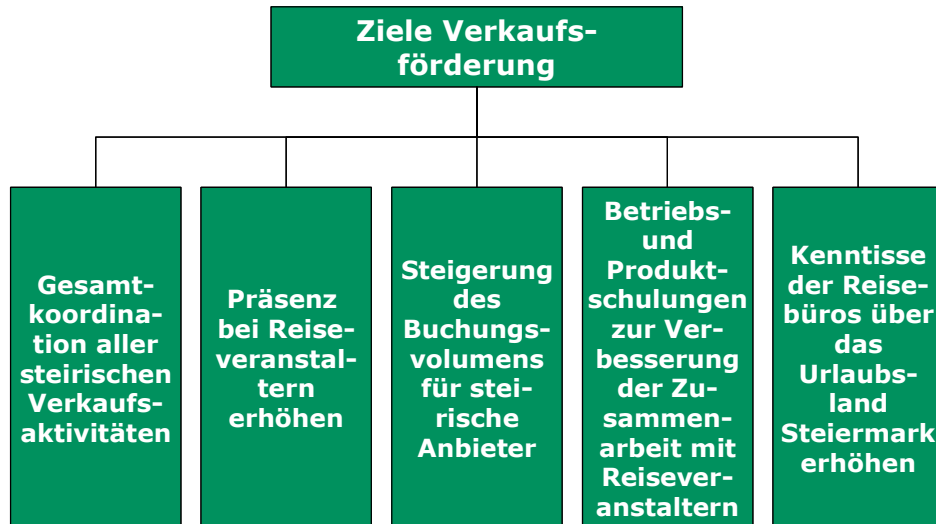 Ziele Verkaufs-
förderung
Gesamt-
koordina-
tion aller
steirischen
Verkaufs-
aktivitäten
Präsenz
bei Reise-
veranstal-
tern
erhöhen
Steigerung
des
Buchungs-
volumens
für stei-
rische
Anbieter
Betriebs-
und
Produkt-
schulungen
zur Ver-
besserung
der Zu-
sammen-
arbeit mit
Reisever-
anstaltern
Kenntisse
der Reise-
büros über
das
Urlaubs-
land
Steiermark
erhöhen